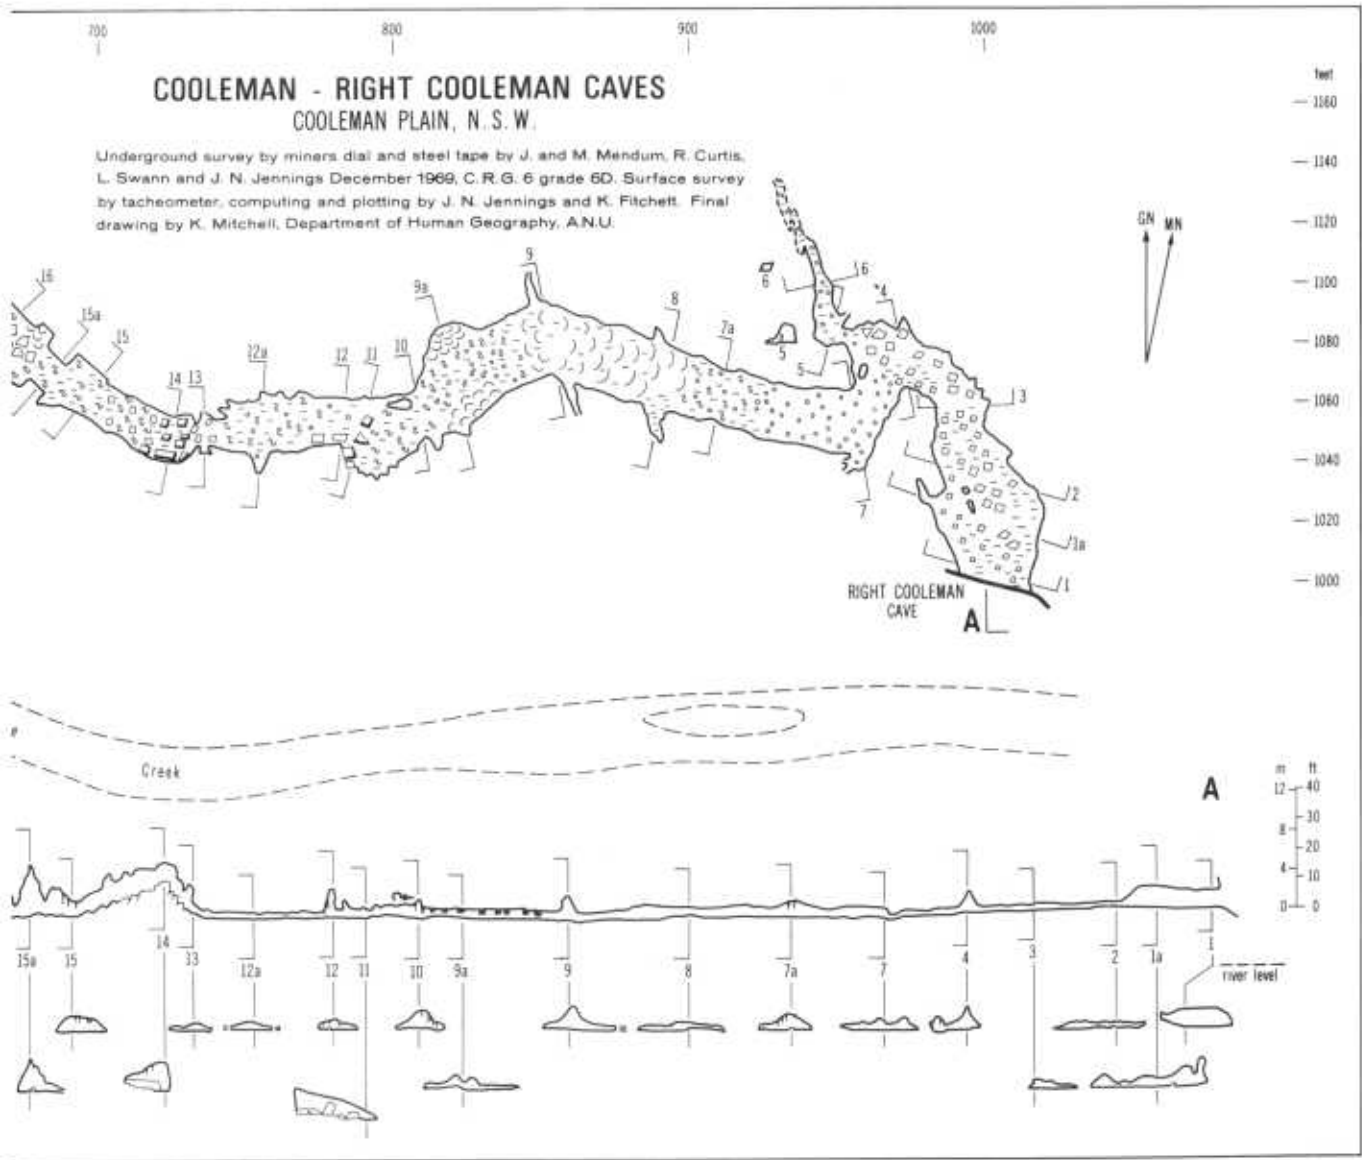 700 800 900 1000
COOLEMAN - RIGHT COOLEMAN CAVES
COOLEMAN PLAIN, N.S.W.
Underground survey by miners dial and steel tape by J. and M. Mendum, R. Curtis,
L. Swann and J. N. Jennings December 1969, C.R.G. 6 grade 6D. Surface survey
by tacheometer, computing and plotting by J. N. Jennings and K. Fitchett. Final
drawing by K. Mitchell, Department of Human Geography, A.N.U.
feet
1160
1140
1120
1100
1080
1060
1040
1020
1000
GN MN
16
15a
15
14
13
12a
12
11
10
9a
9
8
7a
7
6
6
5
5
4
3
2
1a
1
RIGHT COOLEMAN
CAVE
A
e
Creek
A
m ft
12 40
30
8
20
4 10
0 0
15a 15 14 13 12a 12 11 10 9a 9 8 7a 7 4 3 2 1a 1
river level